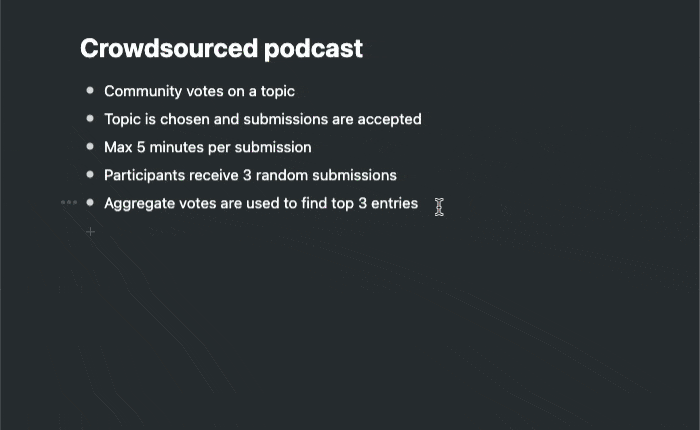 Crowdsourced podcast
Community votes on a topic
Topic is chosen and submissions are accepted
Max 5 minutes per submission
Participants receive 3 random submissions
Aggregate votes are used to find top 3 entries